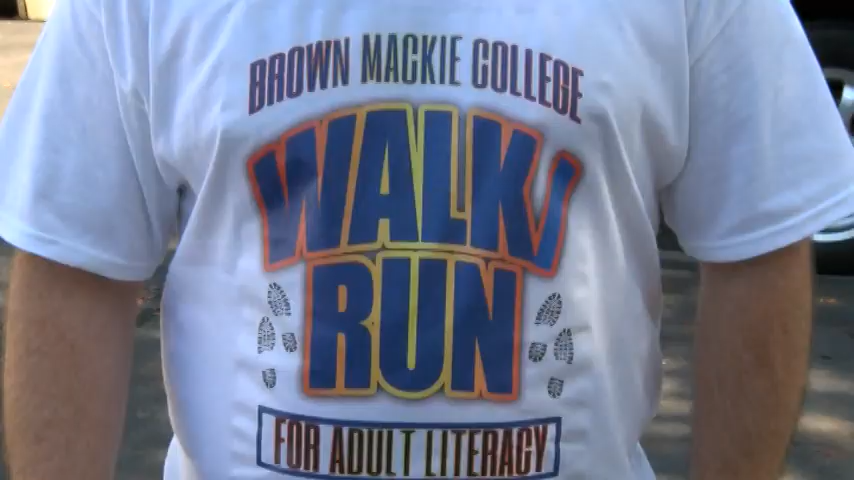 BROWN MACKIE COLLEGE
WALK/
RUN
FOR ADULT LITERACY